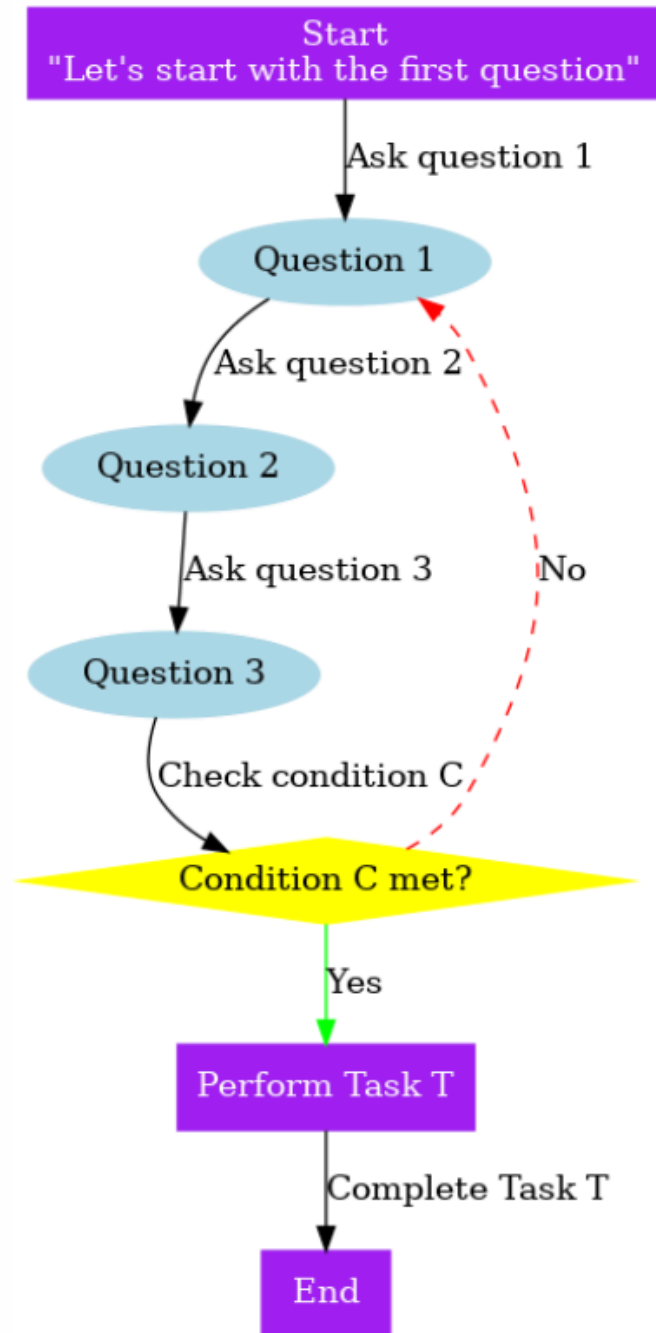 Start
"Let's start with the first question"
Ask question 1
Question 1
Ask question 2
Question 2
Ask question 3
No
Question 3
Check condition C
Condition C met?
Yes
Perform Task T
Complete Task T
End